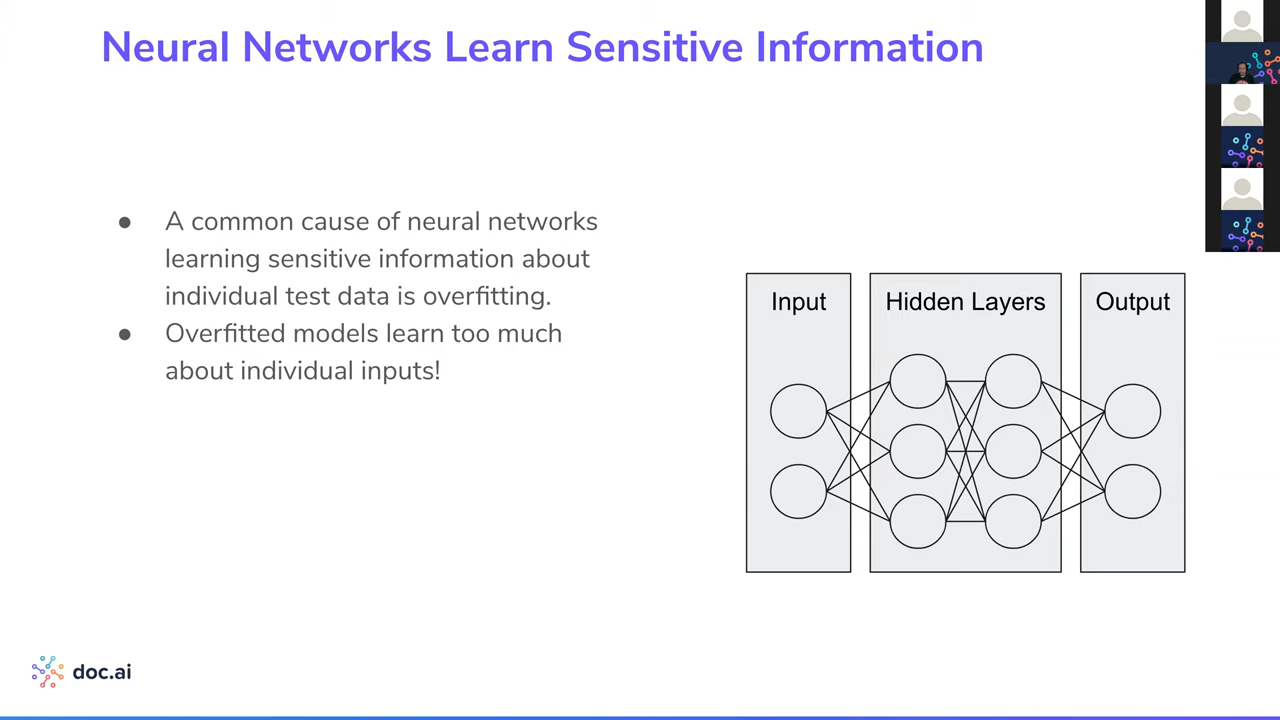 Neural Networks Learn Sensitive Information
● A common cause of neural networks
learning sensitive information about
individual test data is overfitting.
● Overfitted models learn too much
about individual inputs!
Input
Hidden Layers
Output
doc.ai